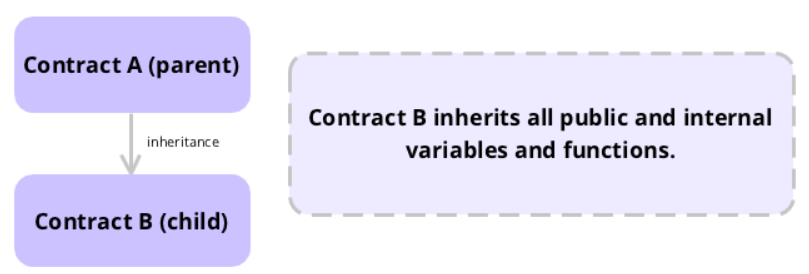 Contract A (parent)
inheritance
Contract B (child)
Contract B inherits all public and internal
variables and functions.